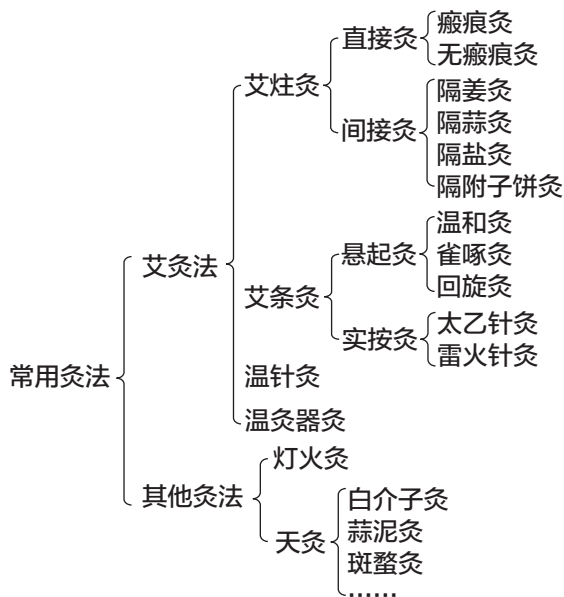 常用灸法
艾灸法
艾炷灸
直接灸
瘢痕灸
无瘢痕灸
间接灸
隔姜灸
隔蒜灸
隔盐灸
隔附子饼灸
艾条灸
悬起灸
温和灸
雀啄灸
回旋灸
实按灸
太乙针灸
雷火针灸
温针灸
温灸器灸
其他灸法
灯火灸
天灸
白介子灸
蒜泥灸
斑蝥灸
……